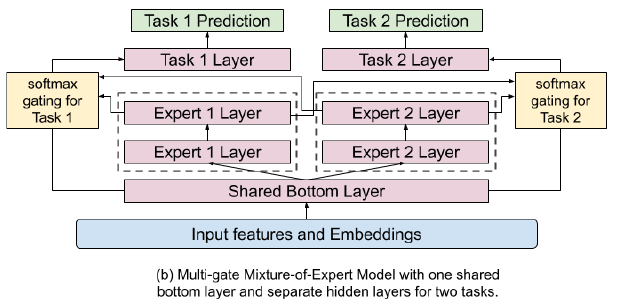 Task 1 Prediction
Task 2 Prediction
Task 1 Layer
Task 2 Layer
softmax
gating for
Task 1
softmax
gating for
Task 2
Expert 1 Layer
Expert 2 Layer
Expert 1 Layer
Expert 2 Layer
Shared Bottom Layer
Input features and Embeddings
(b) Multi-gate Mixture-of-Expert Model with one shared
bottom layer and separate hidden layers for two tasks.